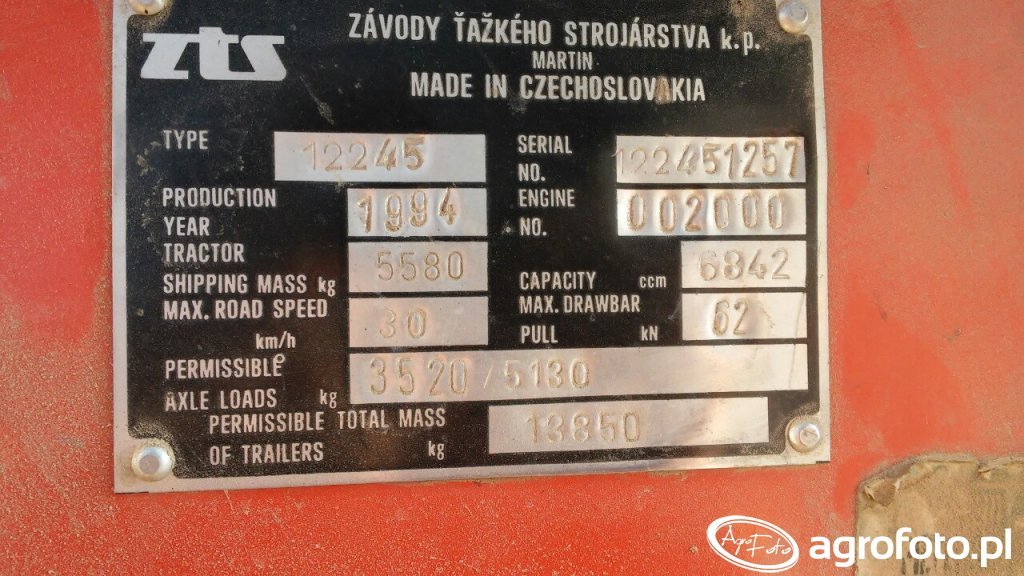 zts
ZÁVODY ŤAŽKÉHO STROJÁRSTVA k.p.
MARTIN
MADE IN CZECHOSLOVAKIA
TYPE 12245
SERIAL NO. 122451257
PRODUCTION YEAR 1994
ENGINE NO. 002000
TRACTOR SHIPPING MASS kg 5580
CAPACITY ccm 6842
MAX. ROAD SPEED km/h 30
MAX. DRAWBAR PULL kN 62
PERMISSIBLE AXLE LOADS kg 3520/5130
PERMISSIBLE TOTAL MASS OF TRAILERS kg 13850
AgroFoto agrofoto.pl